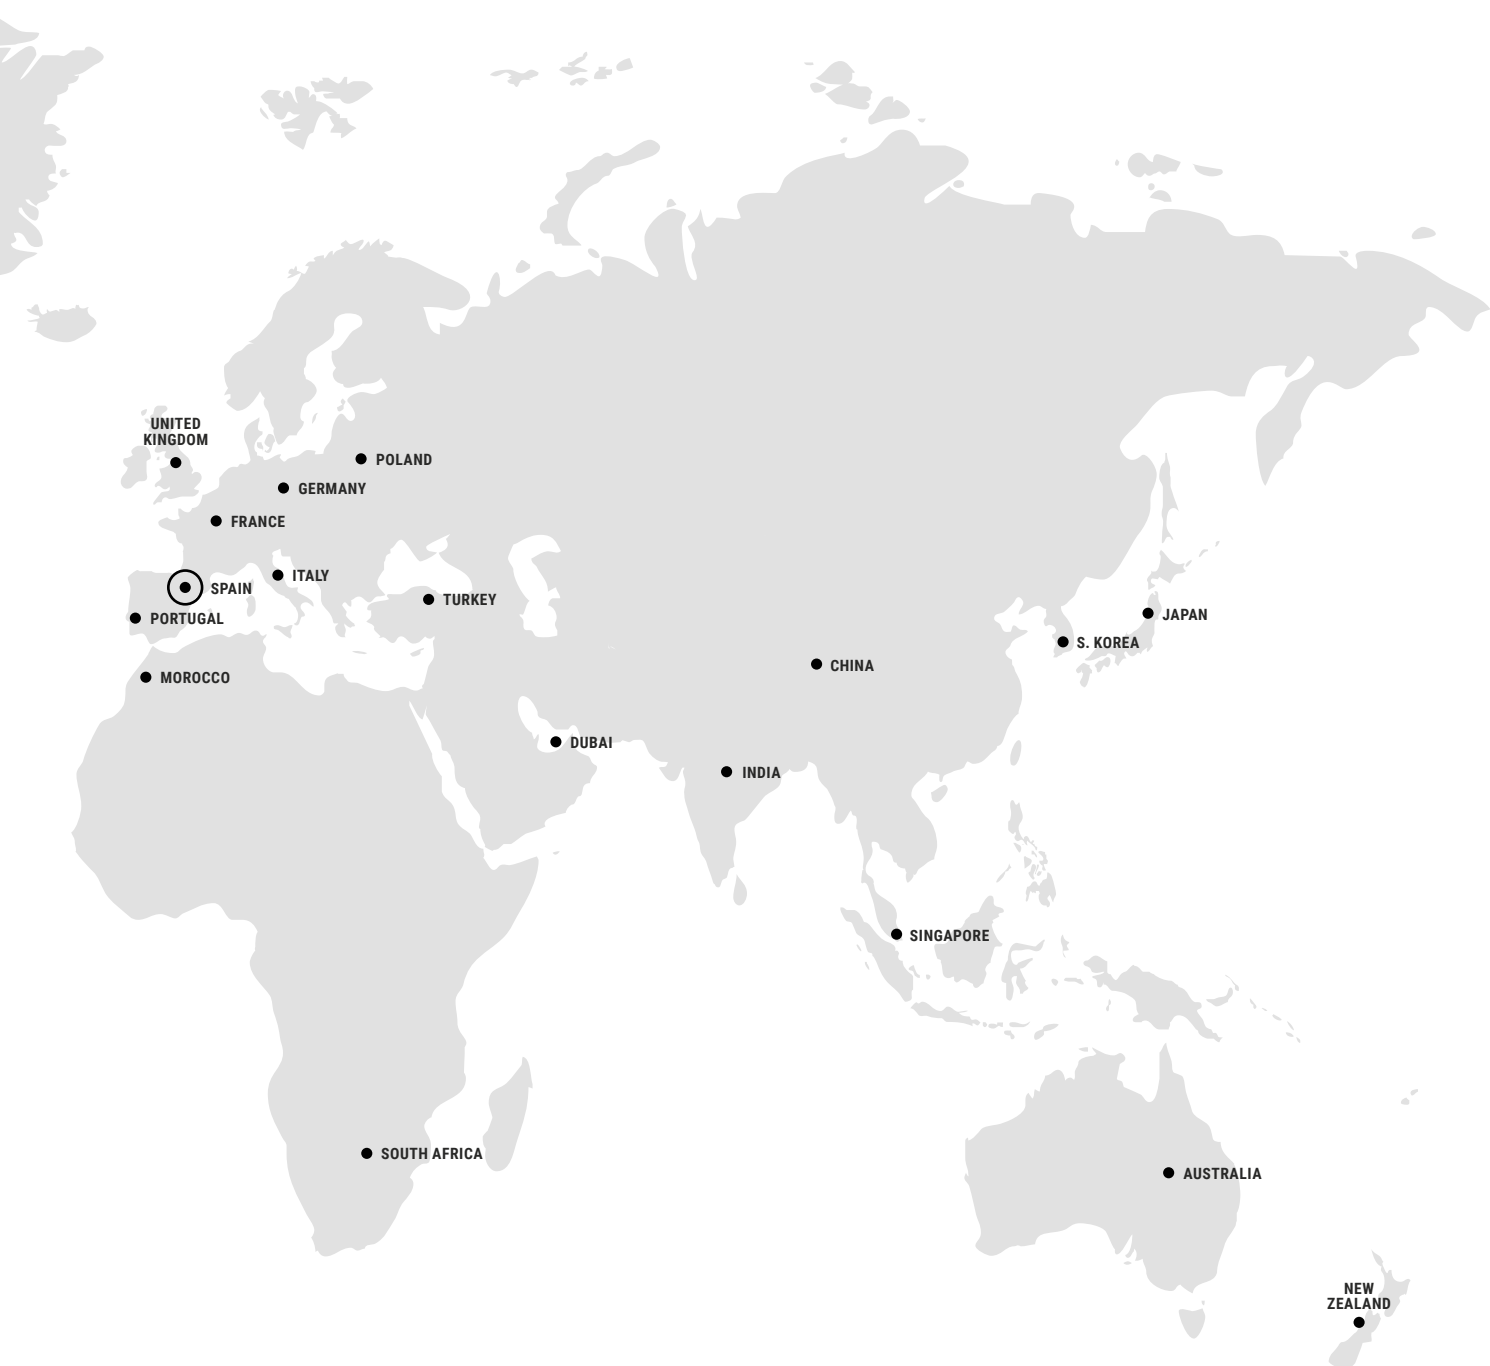 UNITED
KINGDOM
POLAND
GERMANY
FRANCE
ITALY
SPAIN
TURKEY
PORTUGAL
JAPAN
S. KOREA
CHINA
MOROCCO
DUBAI
INDIA
SINGAPORE
SOUTH AFRICA
AUSTRALIA
NEW
ZEALAND